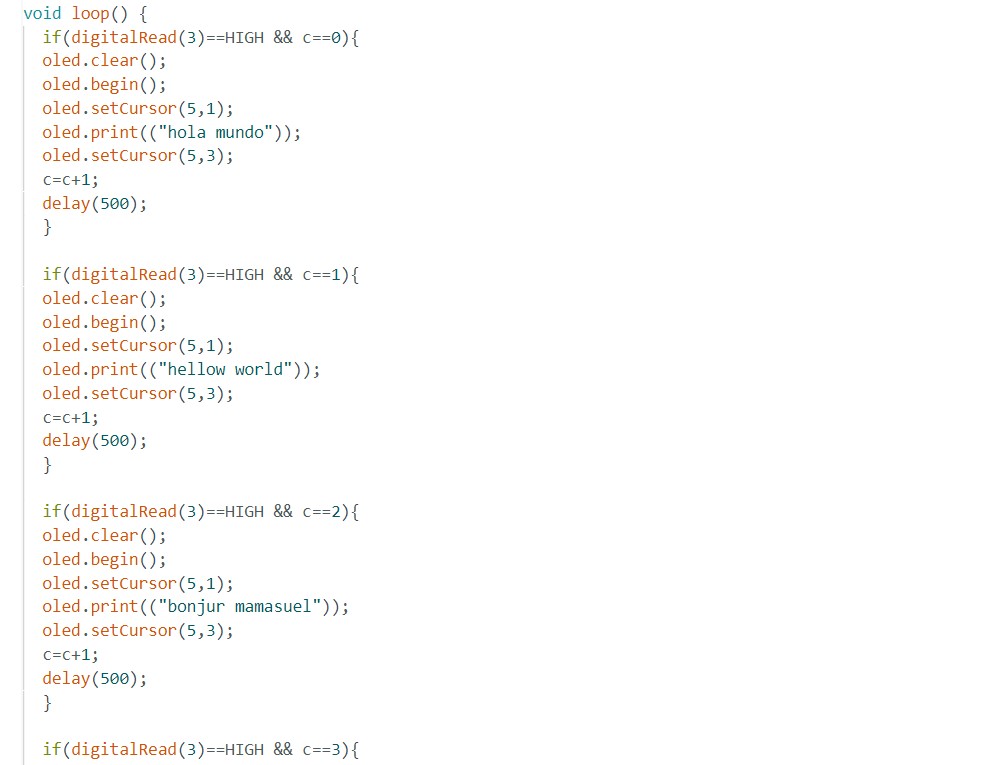 void loop() {
if(digitalRead(3)==HIGH && c==0){
oled.clear();
oled.begin();
oled.setCursor(5,1);
oled.print(("hola mundo"));
oled.setCursor(5,3);
c=c+1;
delay(500);
}
if(digitalRead(3)==HIGH && c==1){
oled.clear();
oled.begin();
oled.setCursor(5,1);
oled.print(("hellow world"));
oled.setCursor(5,3);
c=c+1;
delay(500);
}
if(digitalRead(3)==HIGH && c==2){
oled.clear();
oled.begin();
oled.setCursor(5,1);
oled.print(("bonjur mamasuel"));
oled.setCursor(5,3);
c=c+1;
delay(500);
}
if(digitalRead(3)==HIGH && c==3){